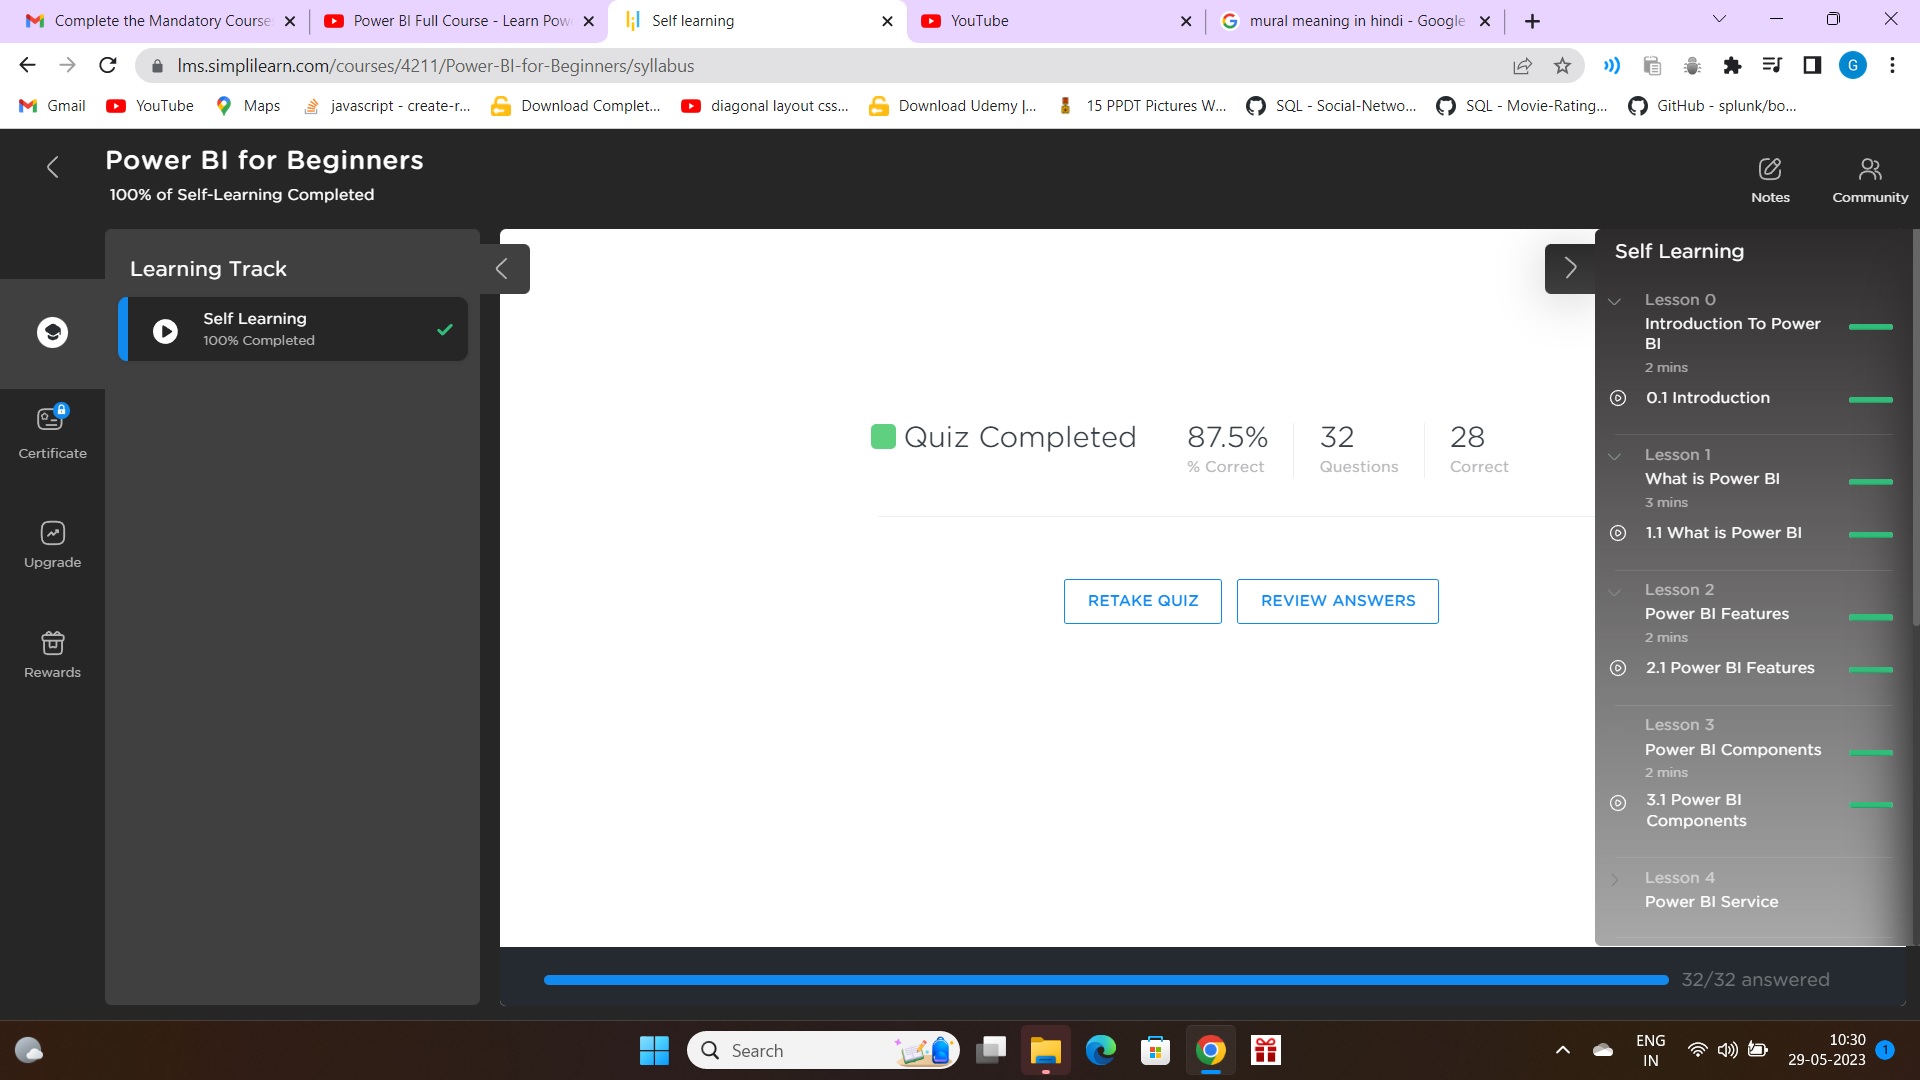 Complete the Mandatory Course
Power BI Full Course - Learn Pow
Self learning
YouTube
mural meaning in hindi - Google
lms.simplilearn.com/courses/4211/Power-BI-for-Beginners/syllabus
G
Gmail
YouTube
Maps
javascript - create-r...
Download Complet...
diagonal layout css...
Download Udemy |...
15 PPDT Pictures W...
SQL - Social-Netwo...
SQL - Movie-Rating...
GitHub - splunk/bo...
Power BI for Beginners
100% of Self-Learning Completed
Notes
Community
Learning Track
Self Learning
100% Completed
Certificate
Upgrade
Rewards
Quiz Completed
87.5%
% Correct
32
Questions
28
Correct
RETAKE QUIZ
REVIEW ANSWERS
32/32 answered
Self Learning
Lesson 0
Introduction To Power
BI
2 mins
0.1 Introduction
Lesson 1
What is Power BI
3 mins
1.1 What is Power BI
Lesson 2
Power BI Features
2 mins
2.1 Power BI Features
Lesson 3
Power BI Components
2 mins
3.1 Power BI
Components
Lesson 4
Power BI Service
Search
ENG
IN
10:30
29-05-2023
1